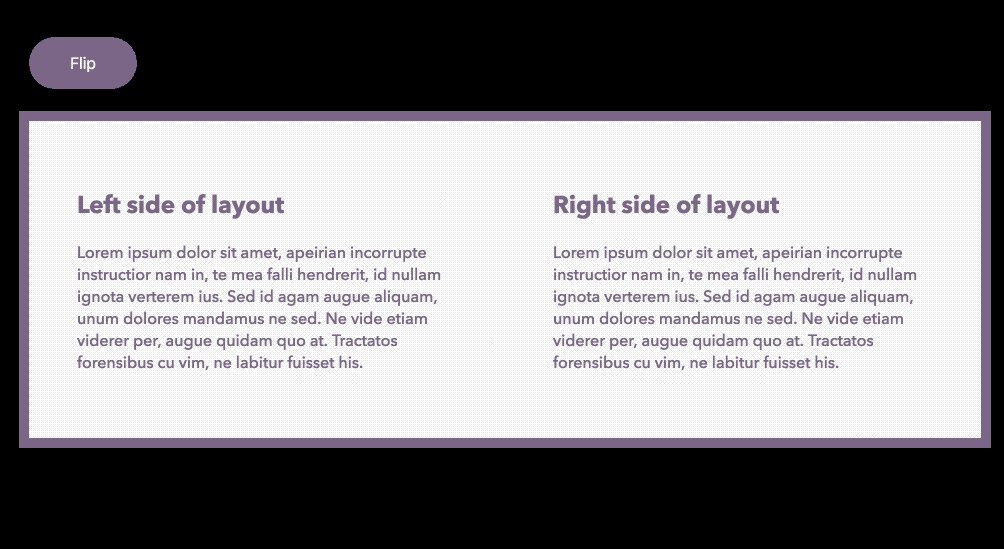 Flip
Left side of layout
Lorem ipsum dolor sit amet, apeirian incorrupte
instructior nam in, te mea falli hendrerit, id nullam
ignota verterem ius. Sed id agam augue aliquam,
unum dolores mandamus ne sed. Ne vide etiam
viderer per, augue quidam quo at. Tractatos
forensibus cu vim, ne labitur fuisset his.
Right side of layout
Lorem ipsum dolor sit amet, apeirian incorrupte
instructior nam in, te mea falli hendrerit, id nullam
ignota verterem ius. Sed id agam augue aliquam,
unum dolores mandamus ne sed. Ne vide etiam
viderer per, augue quidam quo at. Tractatos
forensibus cu vim, ne labitur fuisset his.